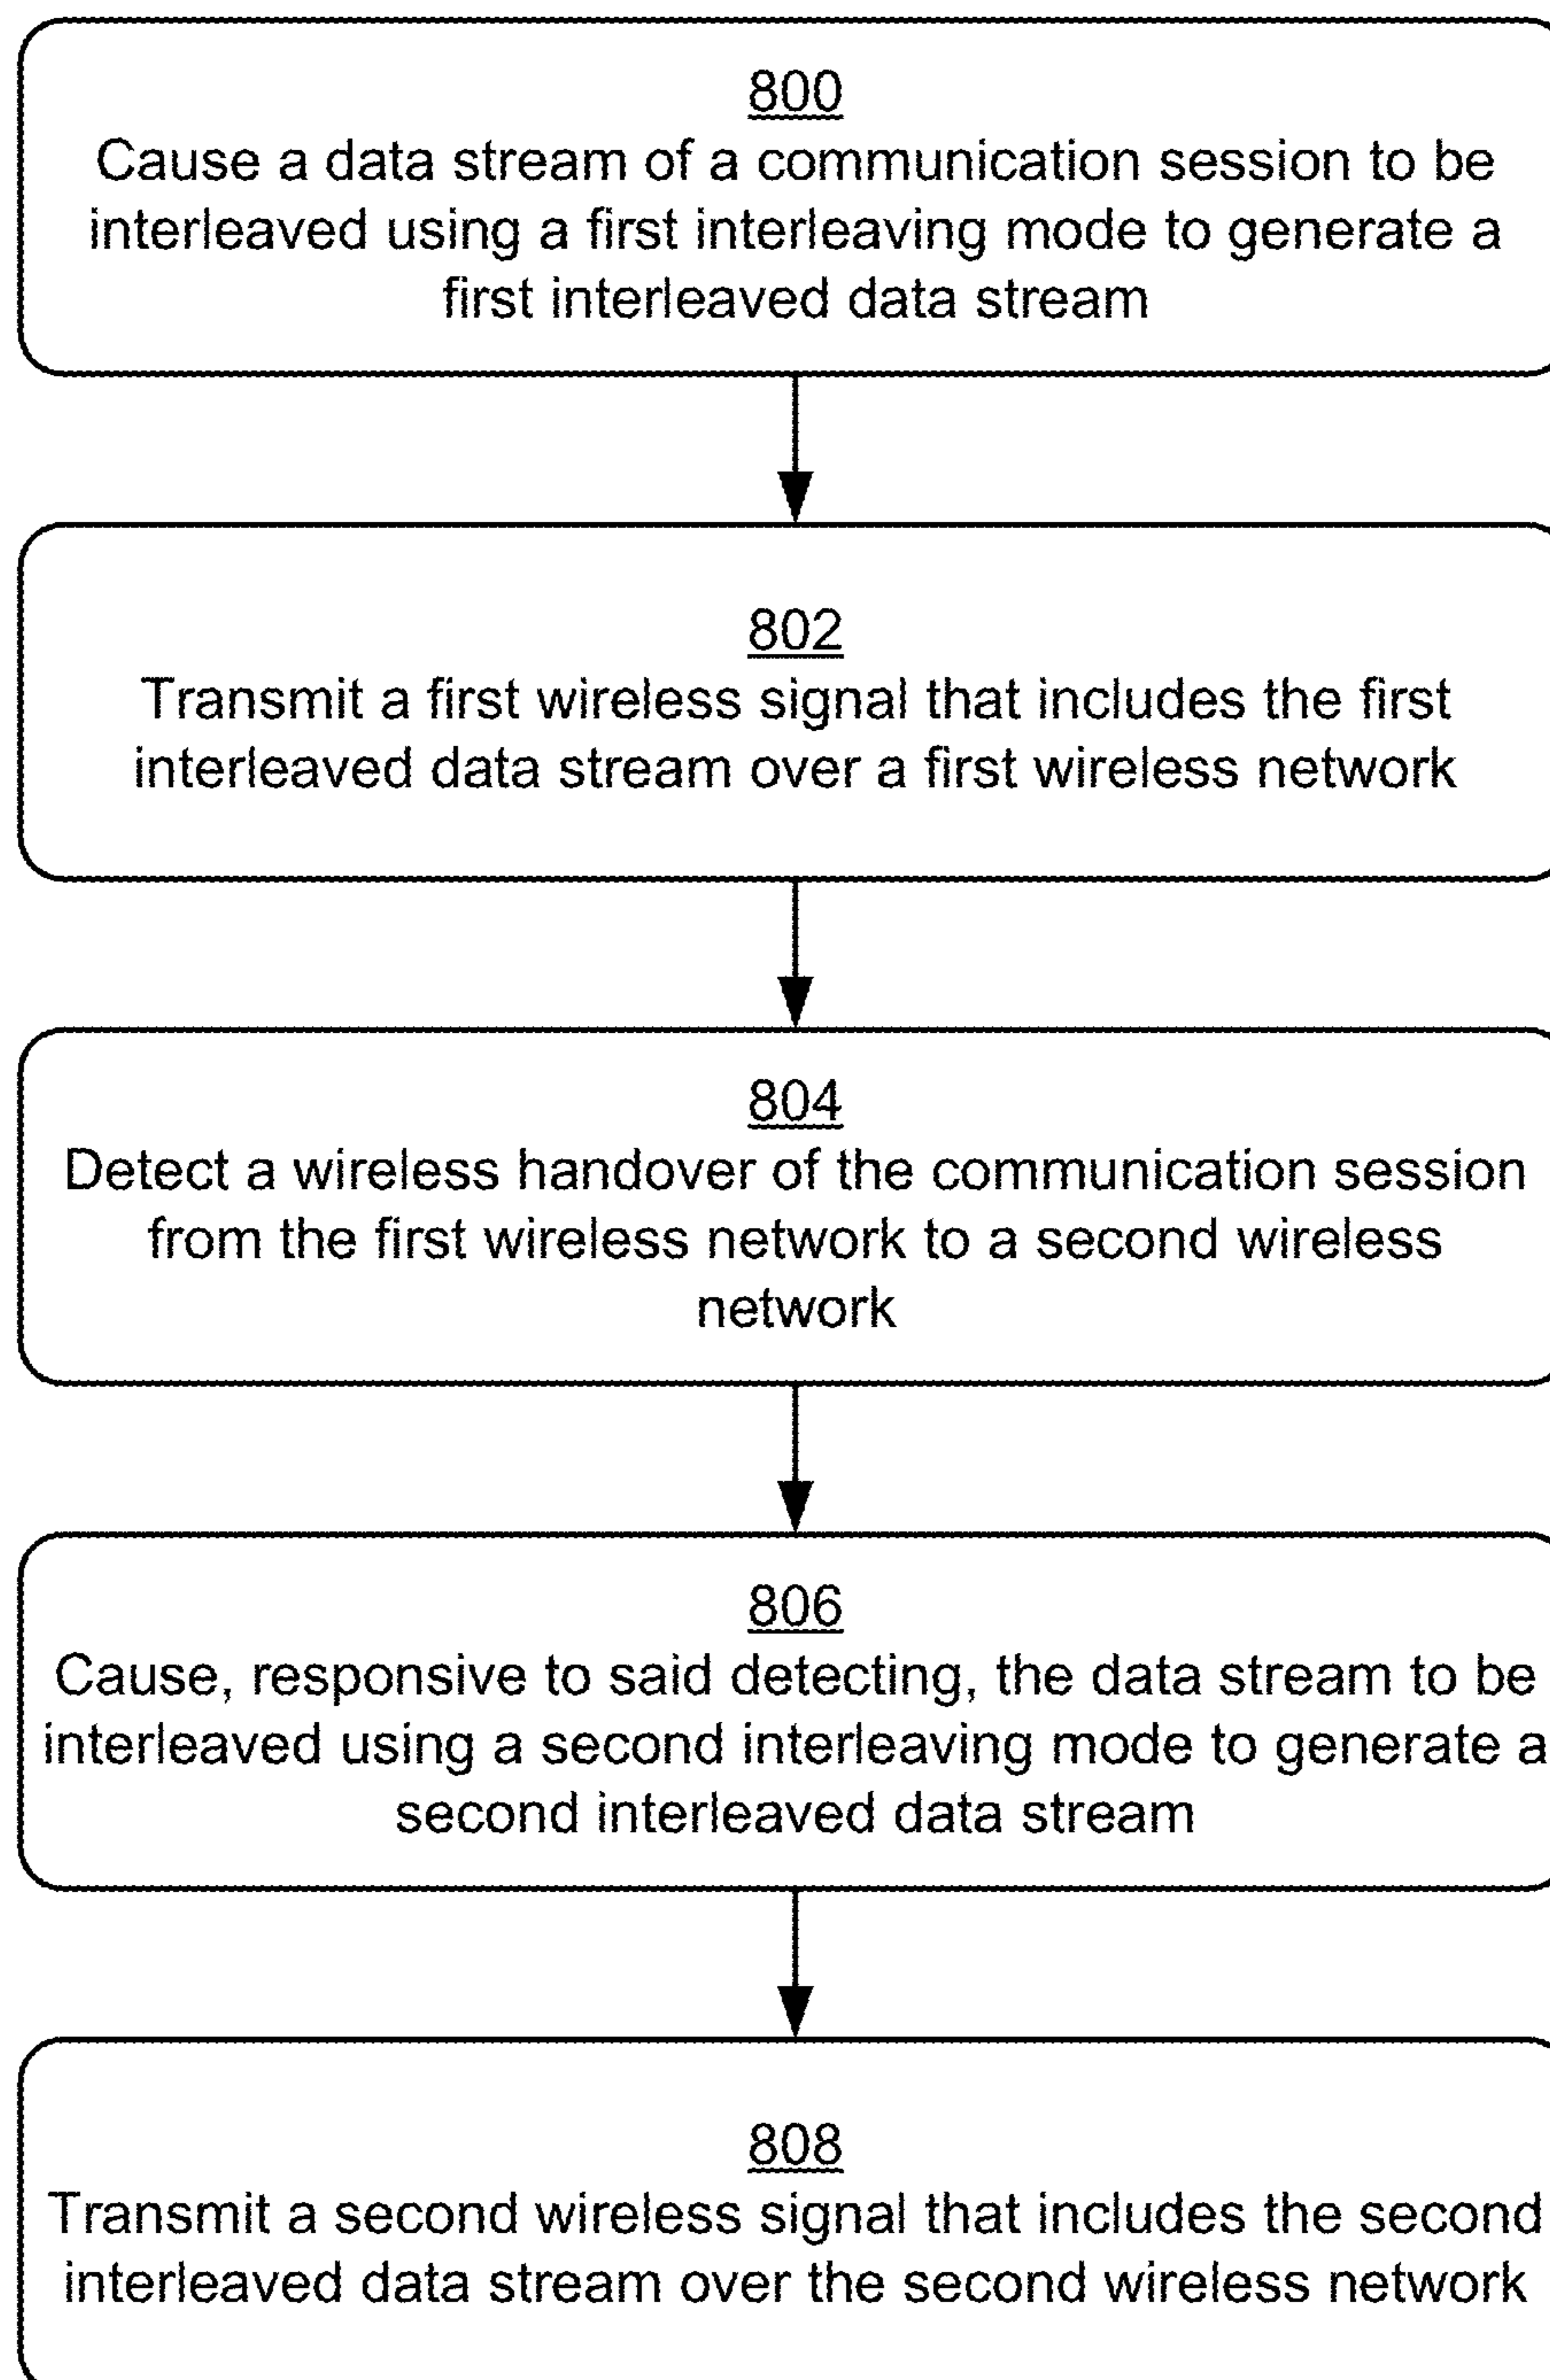 800
Cause a data stream of a communication session to be
interleaved using a first interleaving mode to generate a
first interleaved data stream
802
Transmit a first wireless signal that includes the first
interleaved data stream over a first wireless network
804
Detect a wireless handover of the communication session
from the first wireless network to a second wireless
network
806
Cause, responsive to said detecting, the data stream to be
interleaved using a second interleaving mode to generate a
second interleaved data stream
808
Transmit a second wireless signal that includes the second
interleaved data stream over the second wireless network